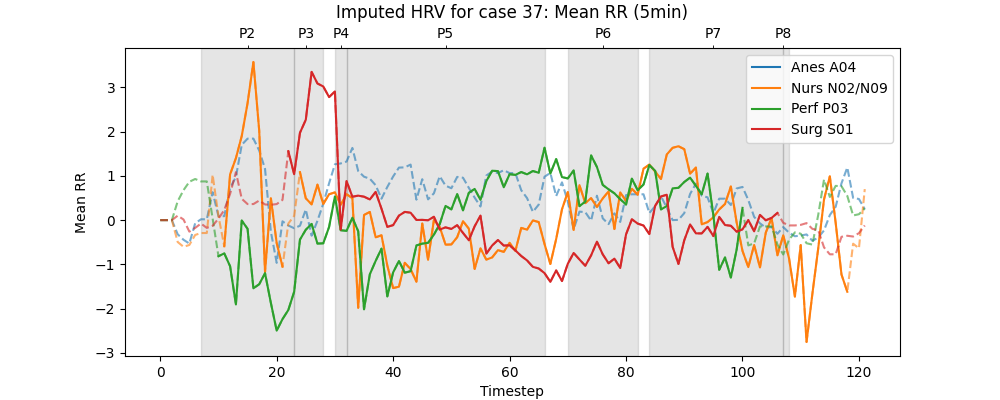 Imputed HRV for case 37: Mean RR (5min)
P2 P3 P4 P5 P6 P7 P8
Anes A04
Nurs N02/N09
Perf P03
Surg S01
Mean RR
3
2
1
0
−1
−2
−3
0 20 40 60 80 100 120
Timestep